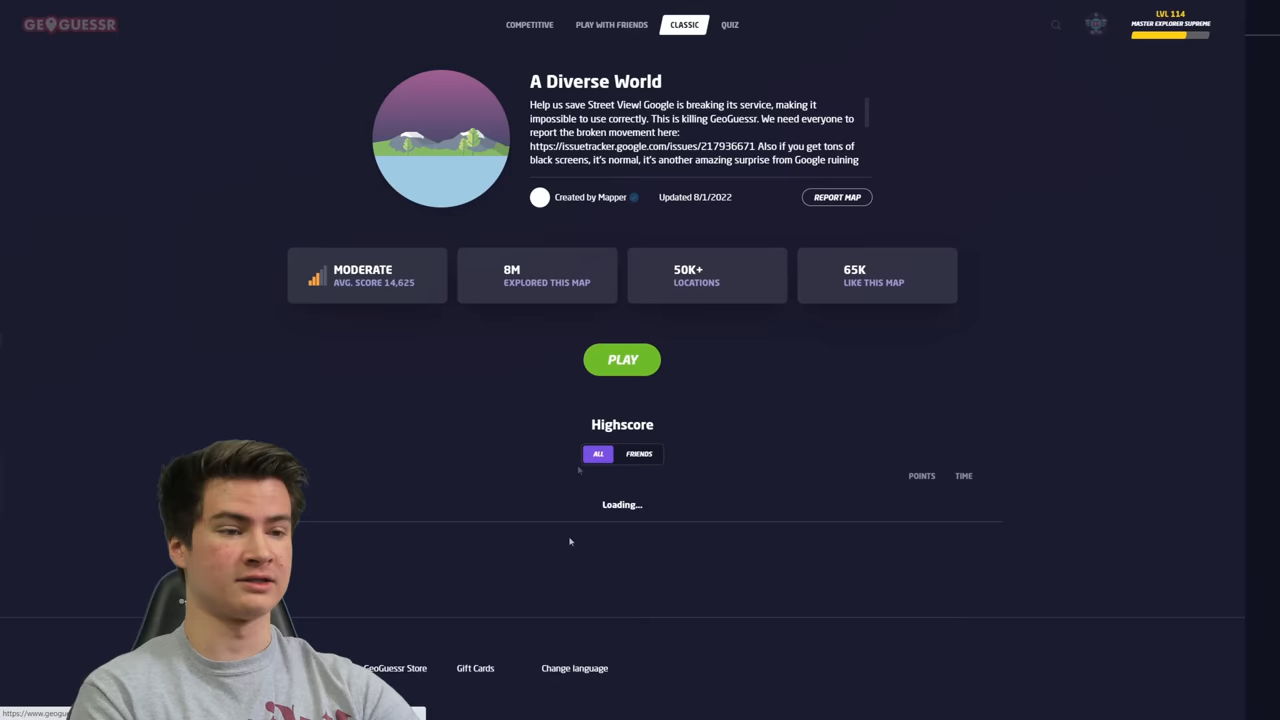 GEOGUESSR
COMPETITIVE
PLAY WITH FRIENDS
CLASSIC
QUIZ
LVL 114
MASTER EXPLORER SUPREME
A Diverse World
Help us save Street View! Google is breaking its service, making it
impossible to use correctly. This is killing GeoGuessr. We need everyone to
report the broken movement here:
https://issuetracker.google.com/issues/217936671 Also if you get tons of
black screens, it's normal, it's another amazing surprise from Google ruining
Created by Mapper
Updated 8/1/2022
REPORT MAP
MODERATE
AVG. SCORE 14,625
8M
EXPLORED THIS MAP
50K+
LOCATIONS
65K
LIKE THIS MAP
PLAY
Highscore
ALL
FRIENDS
POINTS
TIME
Loading...
GeoGuessr Store
Gift Cards
Change language